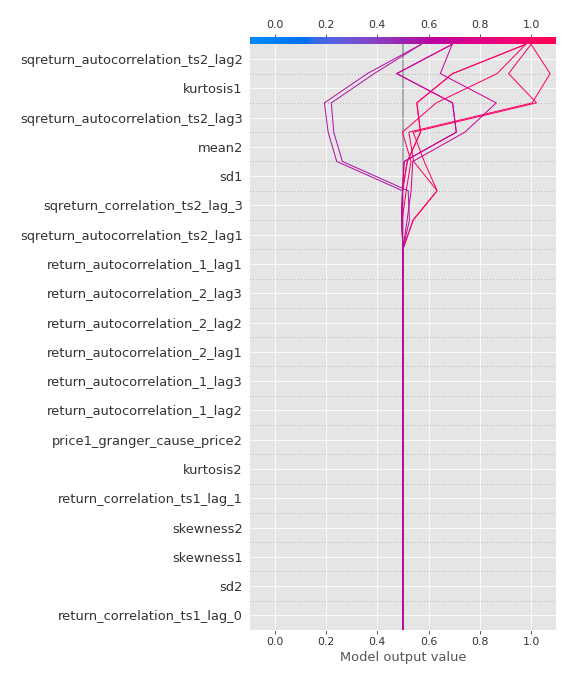 0.0 0.2 0.4 0.6 0.8 1.0
sqreturn_autocorrelation_ts2_lag2
kurtosis1
sqreturn_autocorrelation_ts2_lag3
mean2
sd1
sqreturn_correlation_ts2_lag_3
sqreturn_autocorrelation_ts2_lag1
return_autocorrelation_1_lag1
return_autocorrelation_2_lag3
return_autocorrelation_2_lag2
return_autocorrelation_2_lag1
return_autocorrelation_1_lag3
return_autocorrelation_1_lag2
price1_granger_cause_price2
kurtosis2
return_correlation_ts1_lag_1
skewness2
skewness1
sd2
return_correlation_ts1_lag_0
0.0 0.2 0.4 0.6 0.8 1.0
Model output value